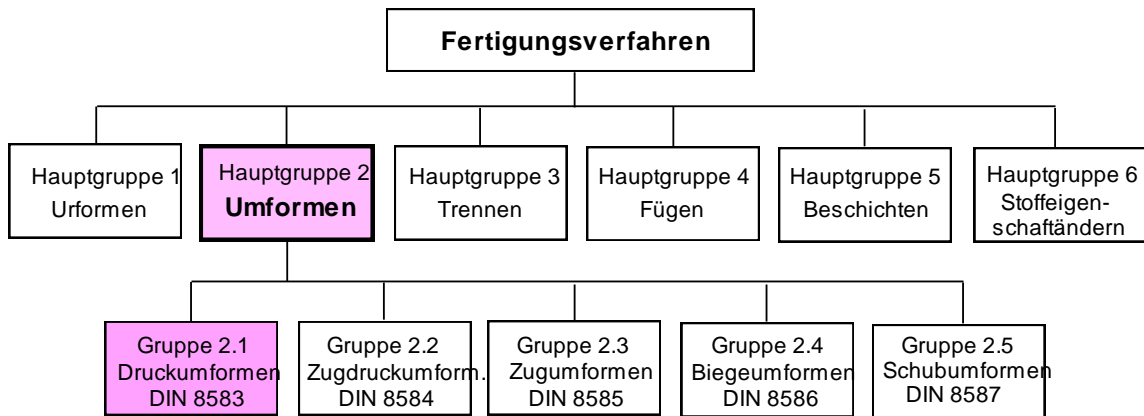 Fertigungsverfahren
Hauptgruppe 1
Urformen
Hauptgruppe 2
Umformen
Hauptgruppe 3
Trennen
Hauptgruppe 4
Fügen
Hauptgruppe 5
Beschichten
Hauptgruppe 6
Stoffeigen-
schaftändern
Gruppe 2.1
Druckumformen
DIN 8583
Gruppe 2.2
Zugdruckumform.
DIN 8584
Gruppe 2.3
Zugumformen
DIN 8585
Gruppe 2.4
Biegeumformen
DIN 8586
Gruppe 2.5
Schubumformen
DIN 8587